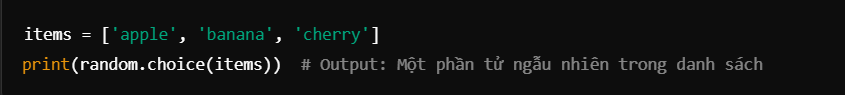 items = ['apple', 'banana', 'cherry']
print(random.choice(items))  # Output: Một phần tử ngẫu nhiên trong danh sách